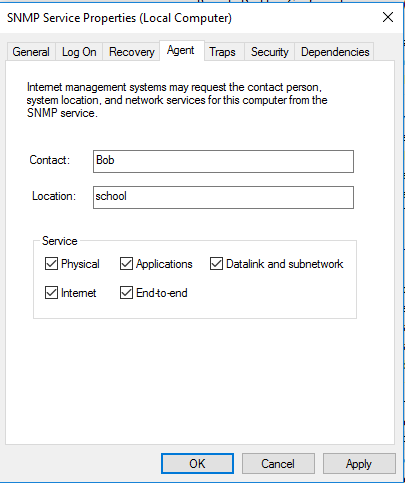 SNMP Service Properties (Local Computer)
General Log On Recovery Agent Traps Security Dependencies
Internet management systems may request the contact person,
system location, and network services for this computer from the
SNMP service.
Contact: Bob
Location: school
Service
Physical Applications Datalink and subnetwork
Internet End-to-end
OK Cancel Apply